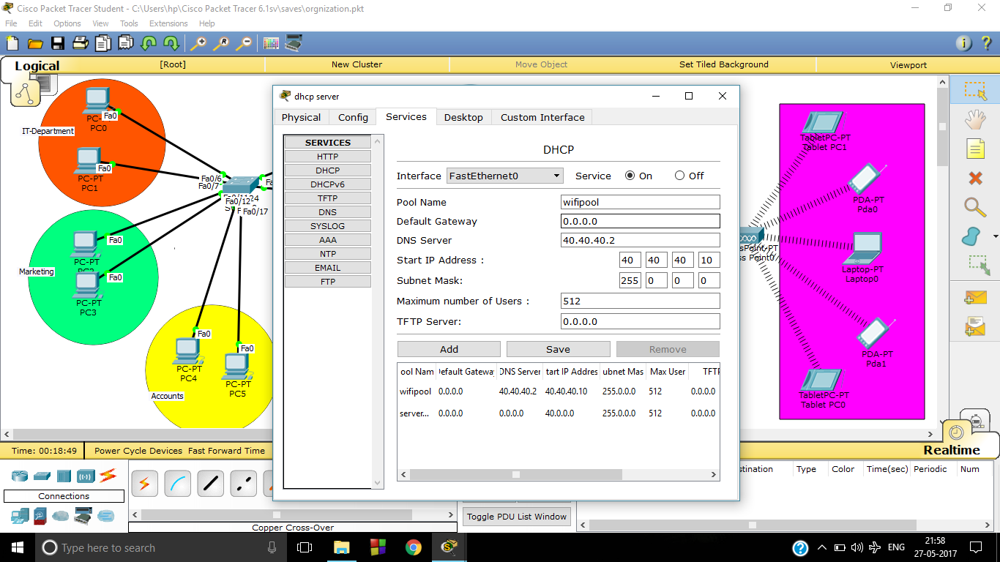 Cisco Packet Tracer Student - C:\Users\hp\Cisco Packet Tracer 6.1sv\saves\orgnization.pkt
File Edit Options View Tools Extensions Help
Logical [Root] New Cluster Move Object Set Tiled Background Viewport
PC0
Fa0
IT-Department
PC-PT
PC1
Fa0
Fa0/6
Fa0/7
Fa0/12
Fa0/17
Fa0
PC-PT
Marketing
Fa0
PC-PT
PC3
Fa0
PC-PT
PC4
Fa0
PC-PT
PC5
Accounts
dhcp server
Physical Config Services Desktop Custom Interface
SERVICES
HTTP
DHCP
DHCPv6
TFTP
DNS
SYSLOG
AAA
NTP
EMAIL
FTP
DHCP
Interface FastEthernet0 Service On Off
Pool Name wifipool
Default Gateway 0.0.0.0
DNS Server 40.40.40.2
Start IP Address : 40 40 40 10
Subnet Mask: 255 0 0 0
Maximum number of Users : 512
TFTP Server: 0.0.0.0
Add Save Remove
ool Nam efault Gateway DNS Server tart IP Addres ubnet Mas Max User TFTP
wifipool 0.0.0.0 40.40.40.2 40.40.40.10 255.0.0.0 512 0.0.0.0
server... 0.0.0.0 0.0.0.0 40.0.0.0 255.0.0.0 512 0.0.0.0
TabletPC-PT
Tablet PC1
PDA-PT
Pda0
sPoint-PT
ss Point0
Laptop-PT
Laptop0
PDA-PT
Pda1
TabletPC-PT
Tablet PC0
Time: 00:18:49 Power Cycle Devices Fast Forward Time Realtime
Connections
Copper Cross-Over
Toggle PDU List Window
stination Type Color Time(sec) Periodic Num
Type here to search
ENG
21:58
27-05-2017